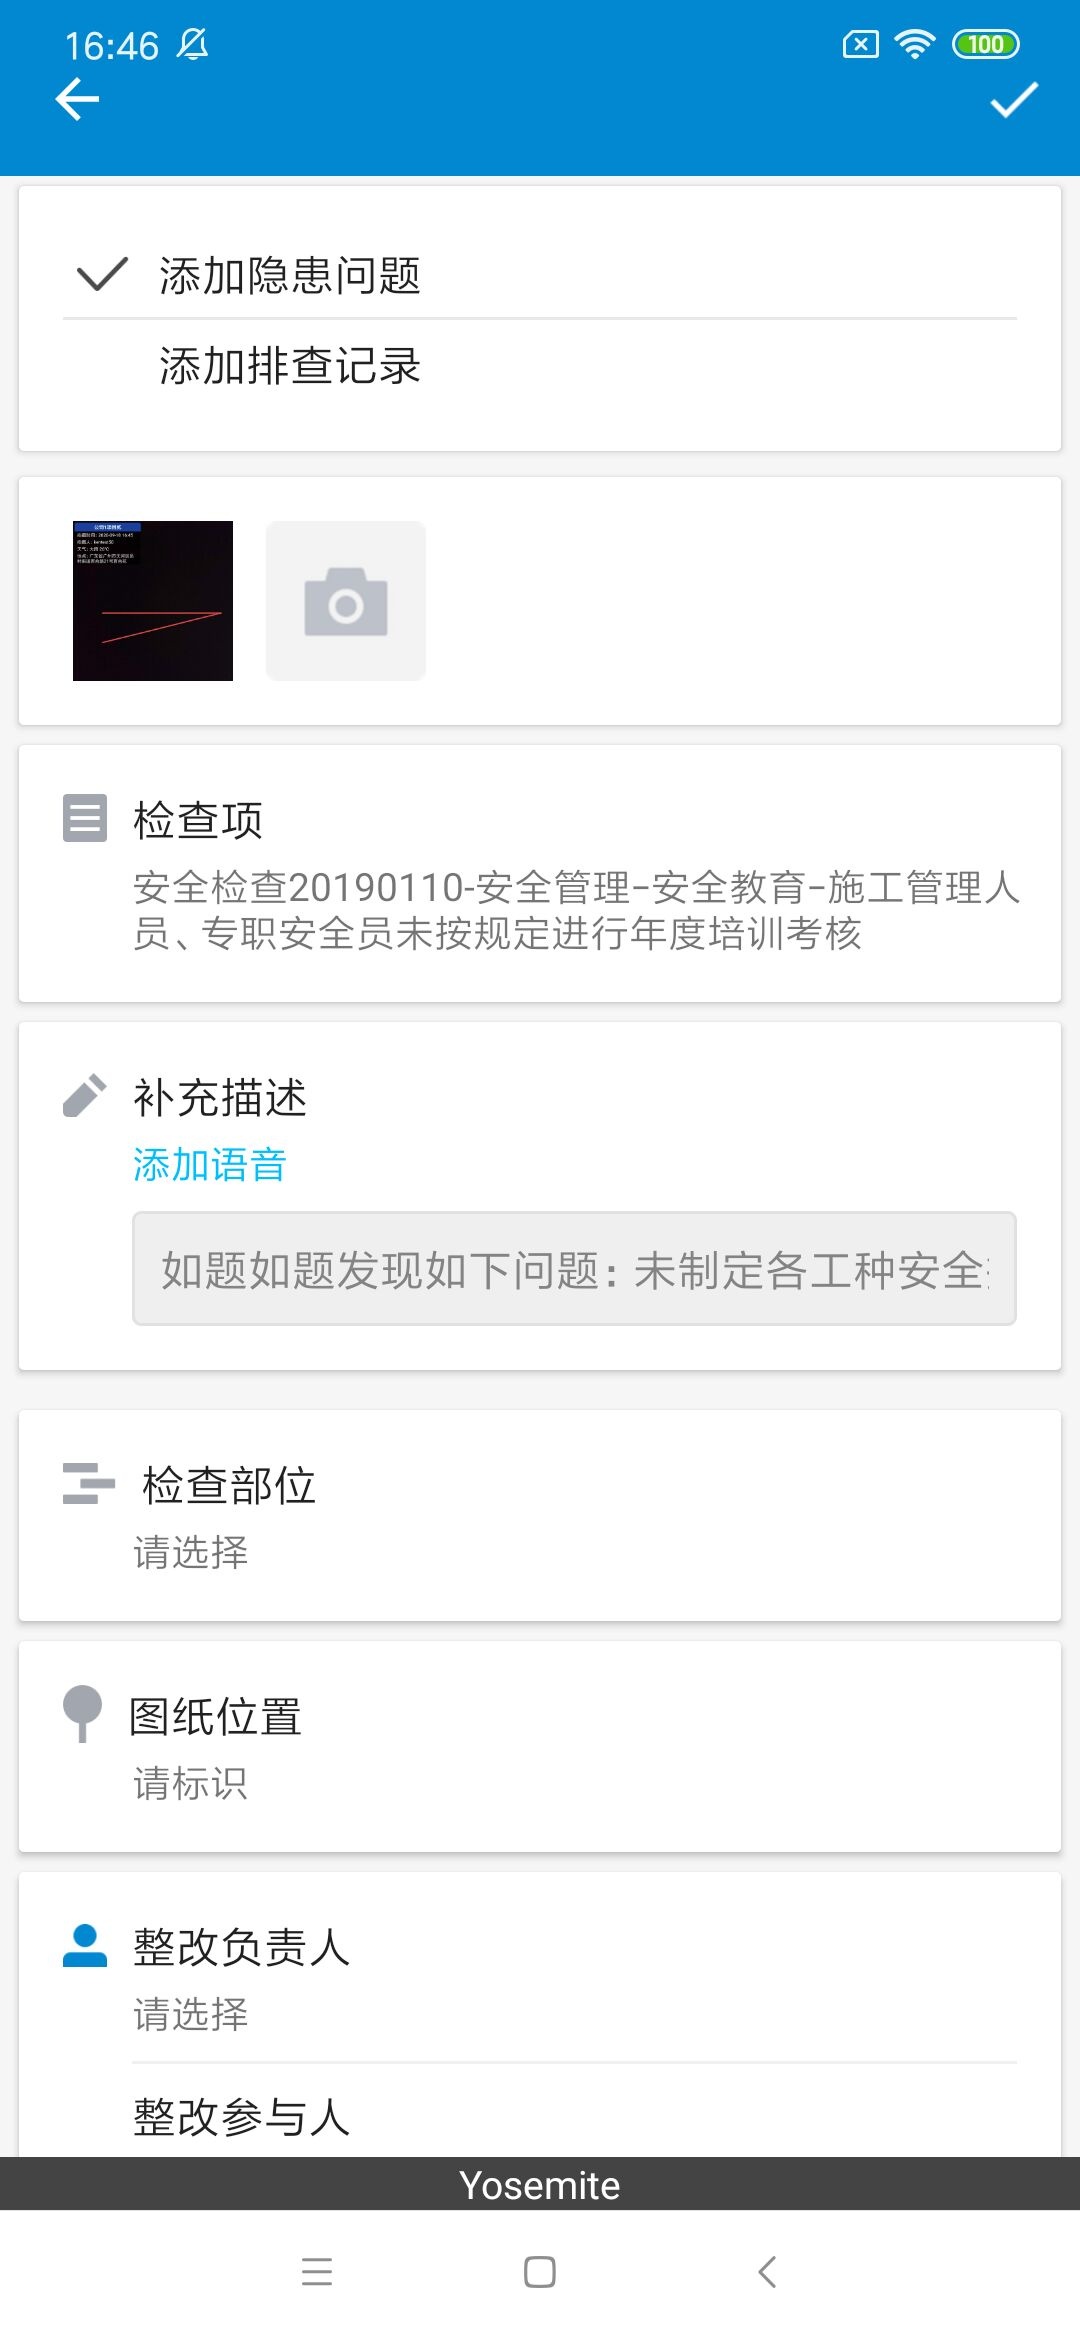 16:46
100
添加隐患问题
添加排查记录
检查项
安全检查20190110-安全管理-安全教育-施工管理人
员、专职安全员未按规定进行年度培训考核
补充描述
添加语音
如题如题发现如下问题：未制定各工种安全
检查部位
请选择
图纸位置
请标识
整改负责人
请选择
整改参与人
Yosemite